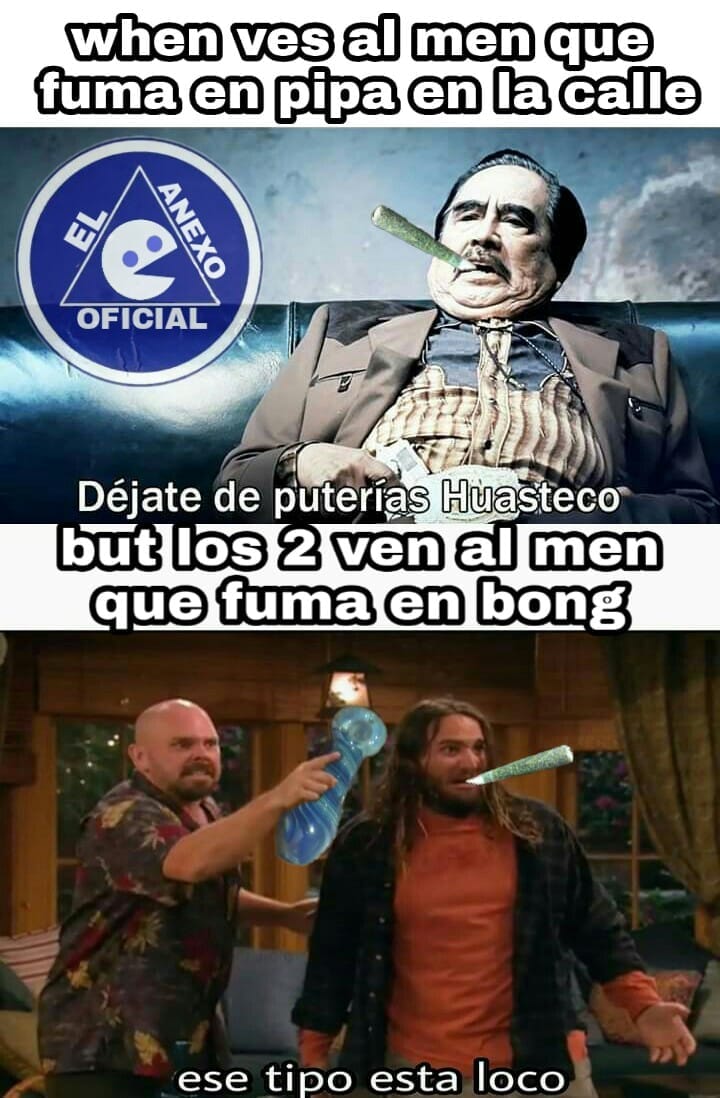 when ves al men que
fuma en pipa en la calle
EL
ANEXO
OFICIAL
Déjate de puterías Huasteco
but los 2 ven al men
que fuma en bong
ese tipo esta loco